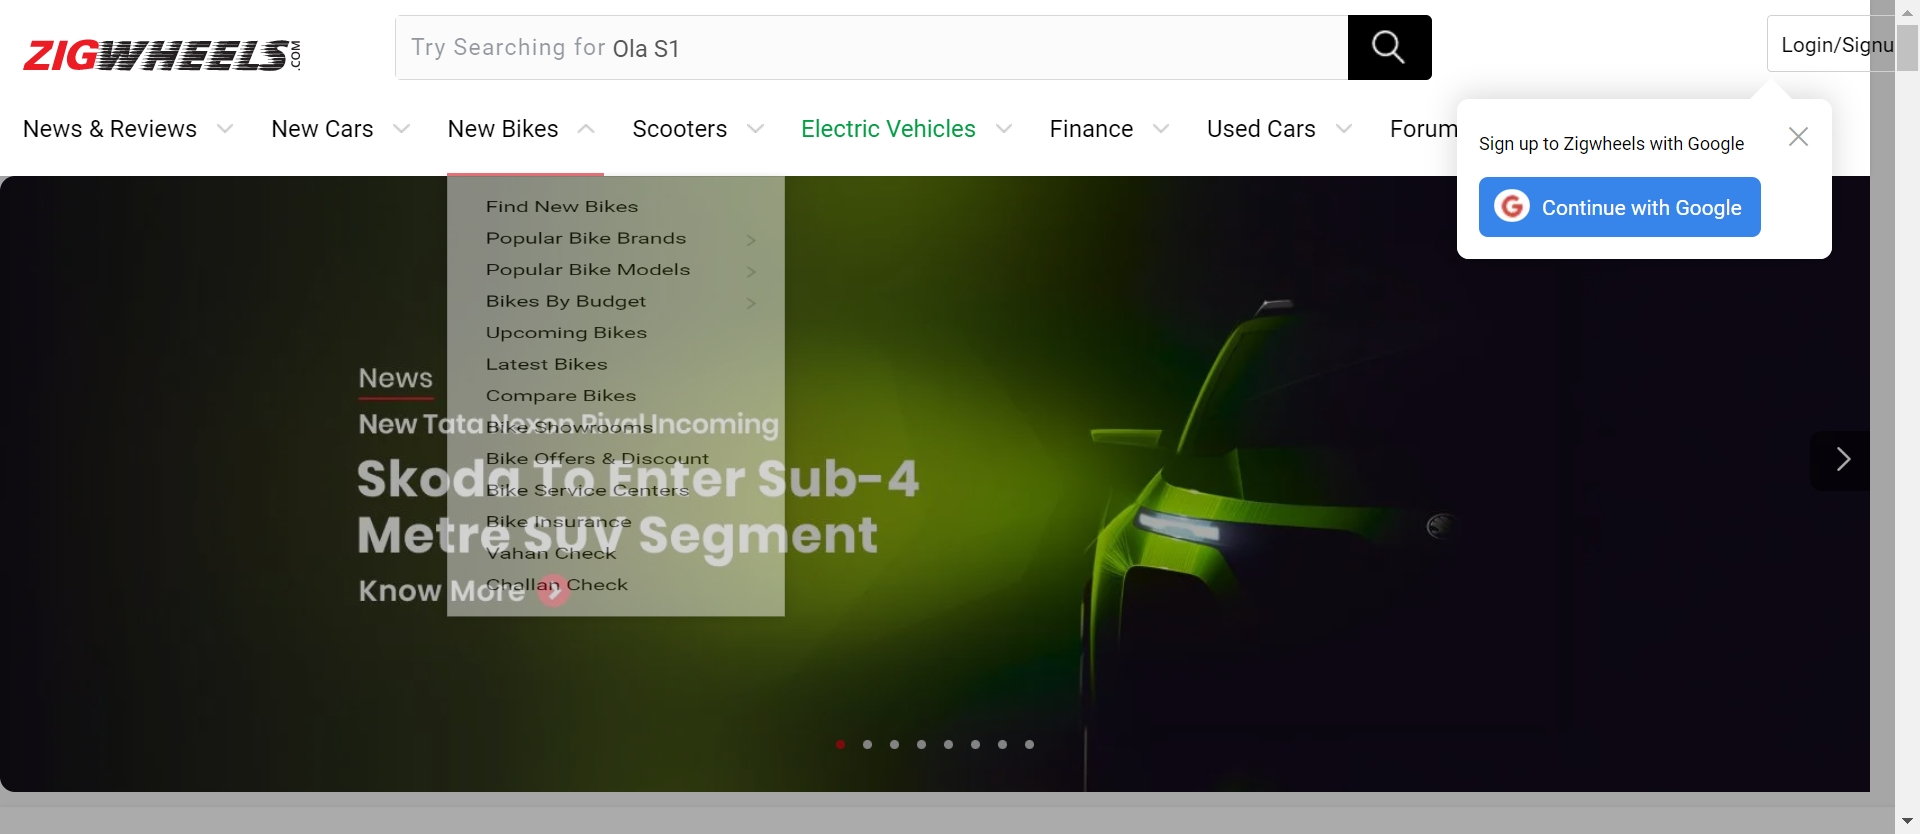 ZIGWHEELS.COM
Try Searching for Ola S1
Login/Signu
News & Reviews
New Cars
New Bikes
Scooters
Electric Vehicles
Finance
Used Cars
Forum
Sign up to Zigwheels with Google
Continue with Google
Find New Bikes
Popular Bike Brands
Popular Bike Models
Bikes By Budget
Upcoming Bikes
Latest Bikes
Compare Bikes
Bike Showrooms
Bike Offers & Discount
Bike Service Centers
Bike Insurance
Vahan Check
Challan Check
News
New Tata Nexon Rival Incoming
Skoda To Enter Sub-4
Metre SUV Segment
Know More